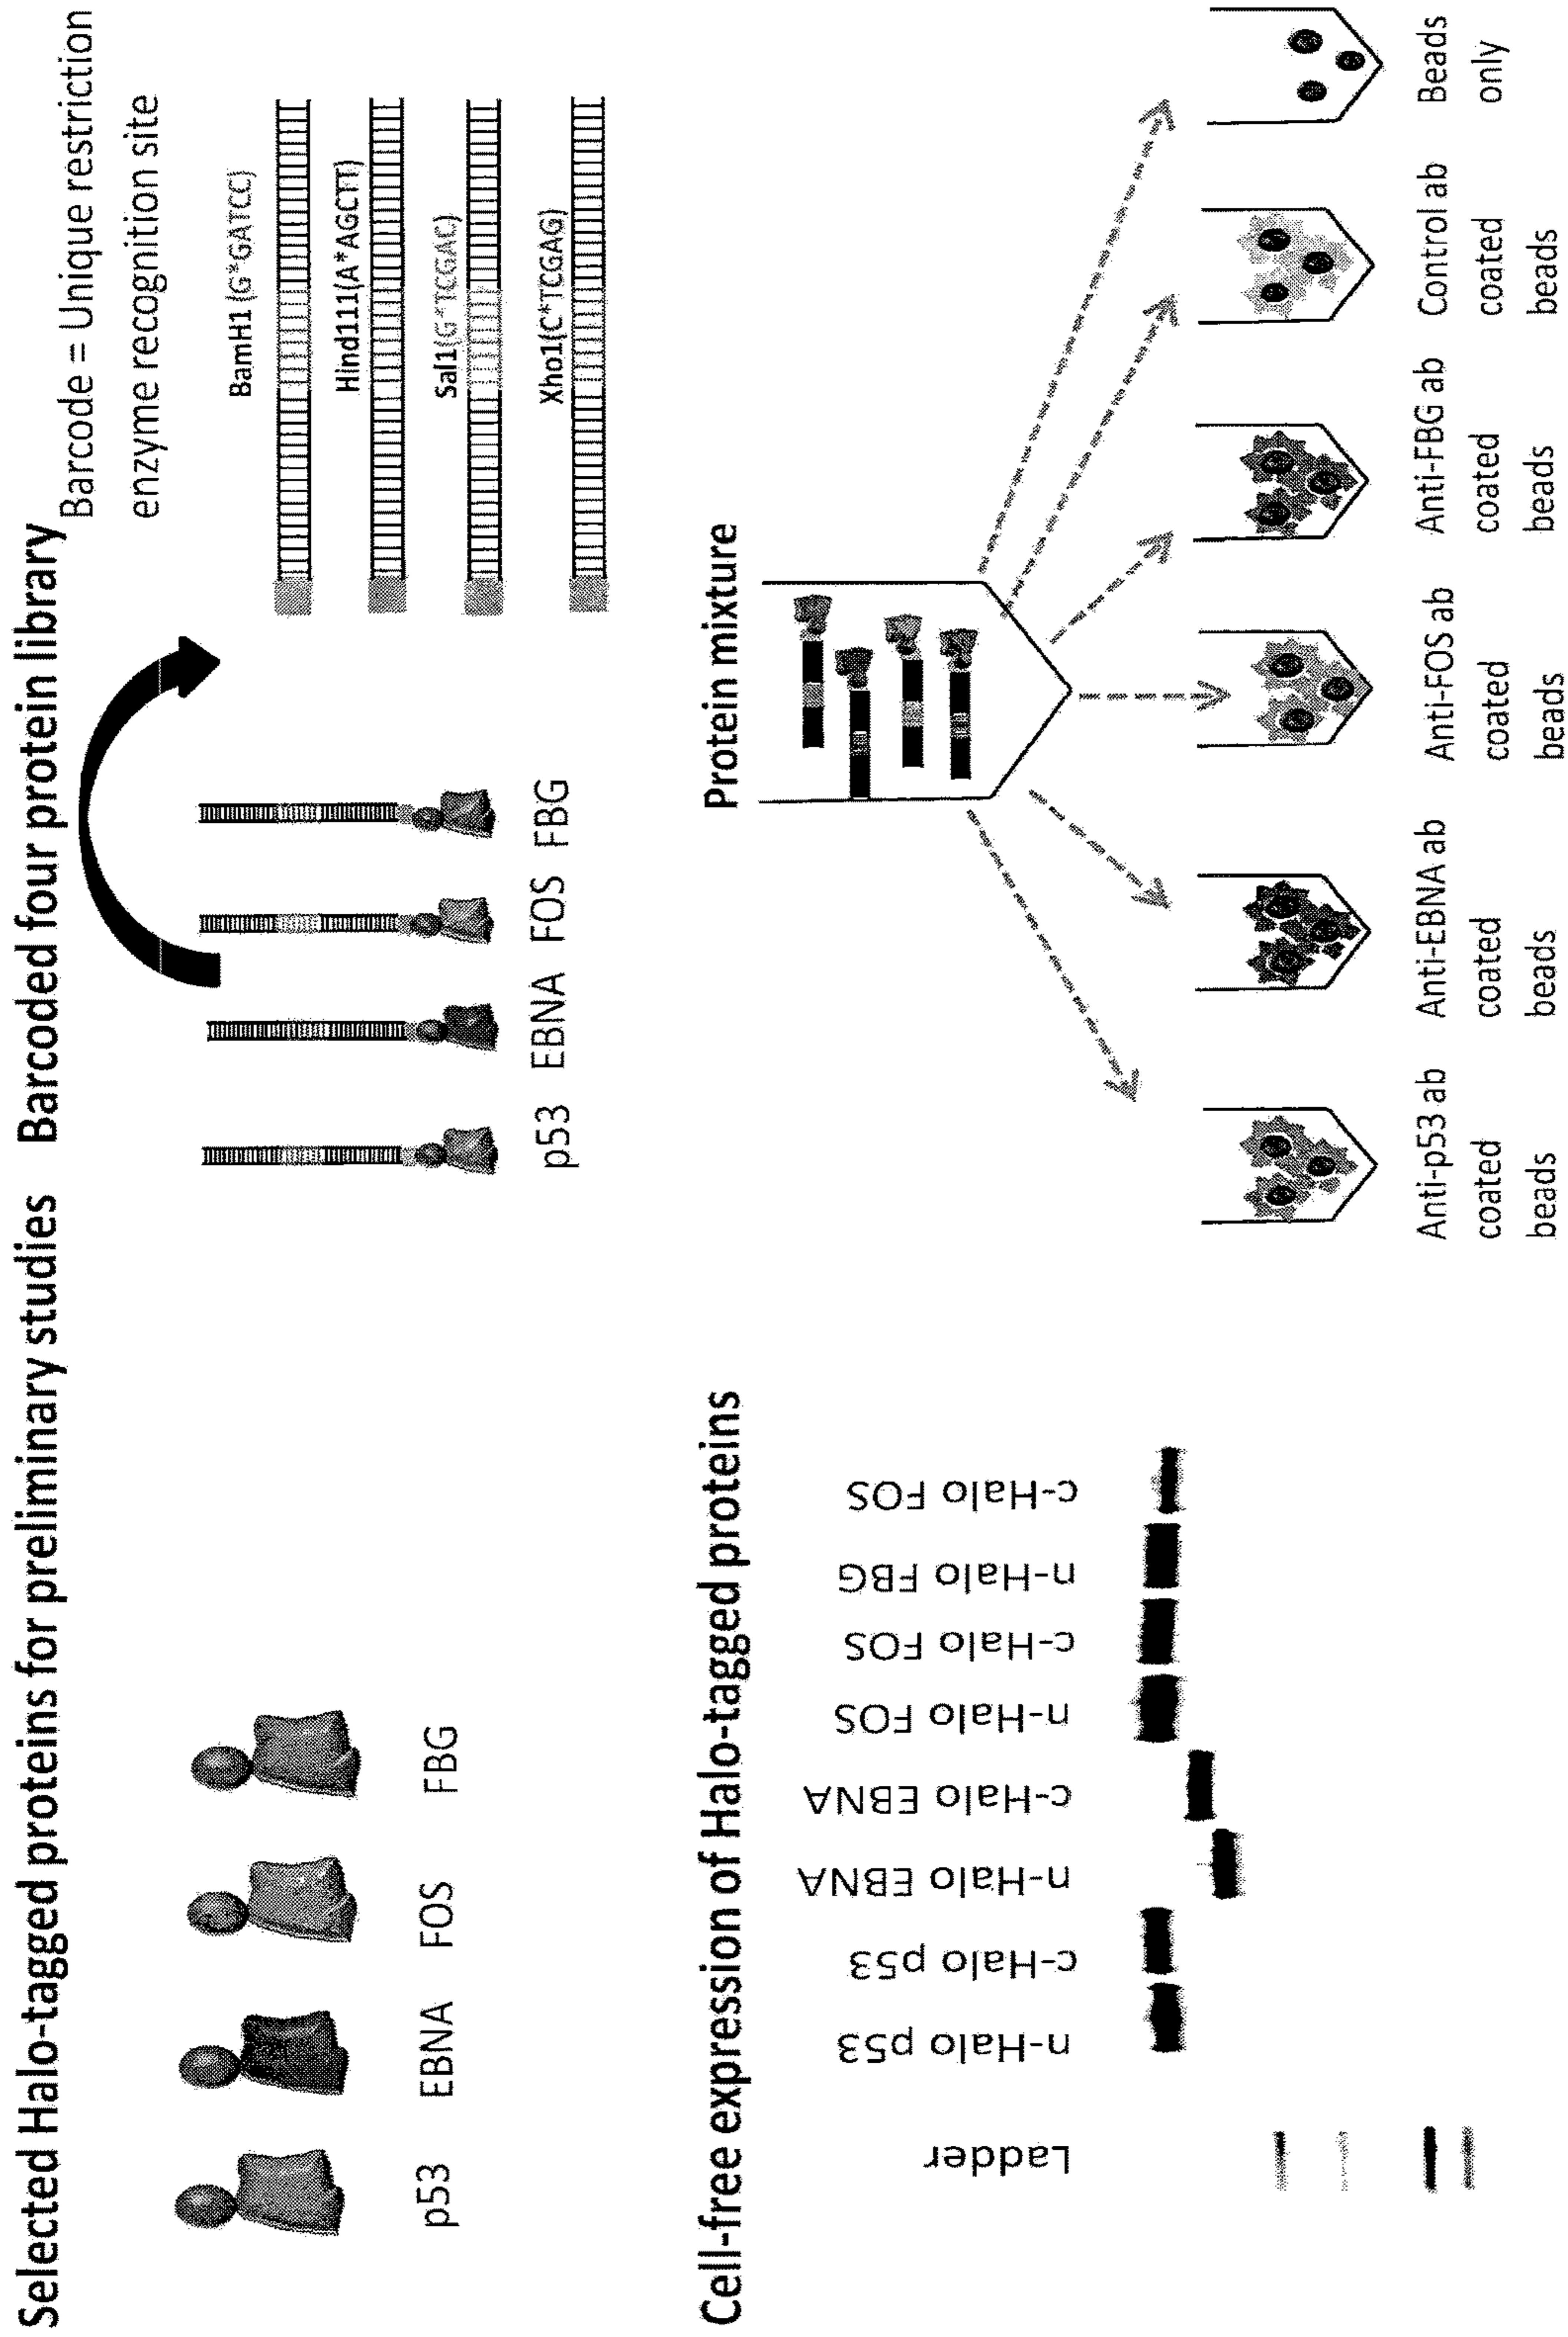 Selected Halo-tagged proteins for preliminary studies
p53 EBNA FOS FBG
Barcoded four protein library
p53 EBNA FOS FBG
Barcode = Unique restriction
enzyme recognition site
BamH1 (G*GATCC)
Hind111(A*AGCTT)
Sal1(G*TCGAC)
Xho1(C*TCGAG)
Cell-free expression of Halo-tagged proteins
Ladder
n-Halo p53
c-Halo p53
n-Halo EBNA
c-Halo EBNA
n-Halo FOS
c-Halo FOS
n-Halo FBG
c-Halo FOS
Protein mixture
Anti-p53 ab
coated
beads
Anti-EBNA ab
coated
beads
Anti-FOS ab
coated
beads
Anti-FBG ab
coated
beads
Control ab
coated
beads
Beads
only